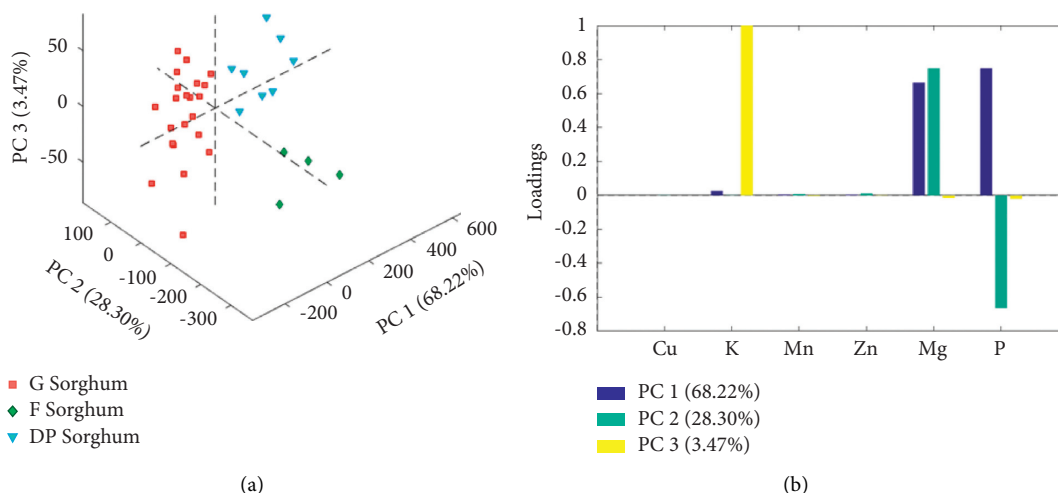 50
0
-50
PC 3 (3.47%)
100
0
-100
-200
-300
PC 2 (28.30%)
-200
0
200
400
600
PC 1 (68.22%)
G Sorghum
F Sorghum
DP Sorghum
(a)
1
0.8
0.6
0.4
0.2
0
-0.2
-0.4
-0.6
-0.8
Loadings
Cu K Mn Zn Mg P
PC 1 (68.22%)
PC 2 (28.30%)
PC 3 (3.47%)
(b)